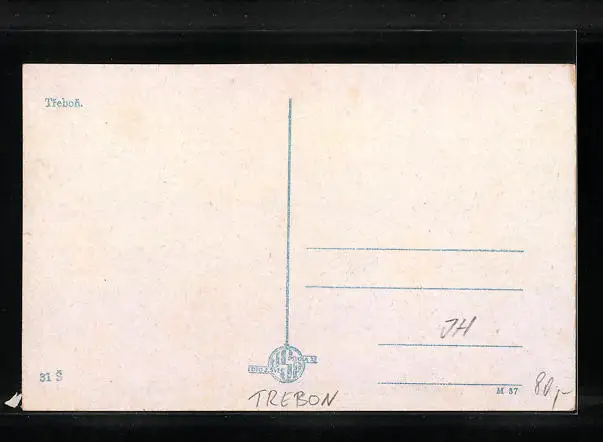 Třeboň.
JH
31 Š
M 37
80,-
TREBON